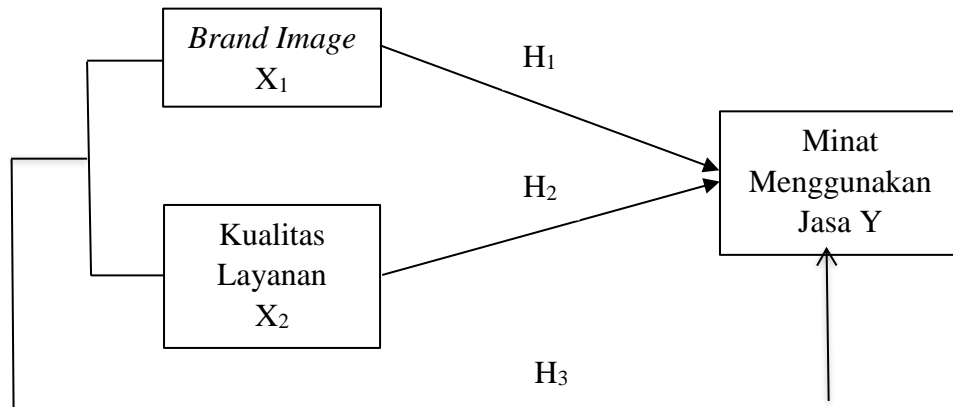 Brand Image
X₁
H₁
Minat
Menggunakan
Jasa Y
H₂
Kualitas
Layanan
X₂
H₃